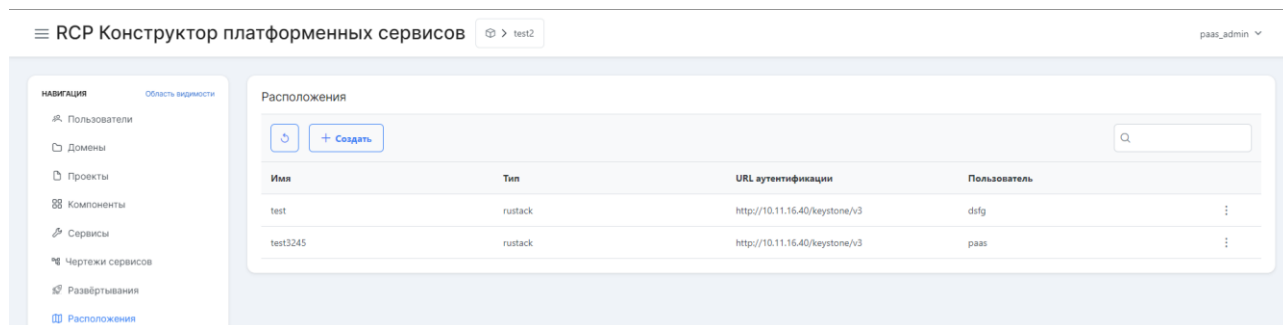 RCP Конструктор платформенных сервисов test2 paas_admin
НАВИГАЦИЯ Область видимости
Пользователи
Домены
Проекты
Компоненты
Сервисы
Чертежи сервисов
Развёртывания
Расположения
Расположения
Создать
Имя Тип URL аутентификации Пользователь
test rustack http://10.11.16.40/keystone/v3 dsfg
test3245 rustack http://10.11.16.40/keystone/v3 paas